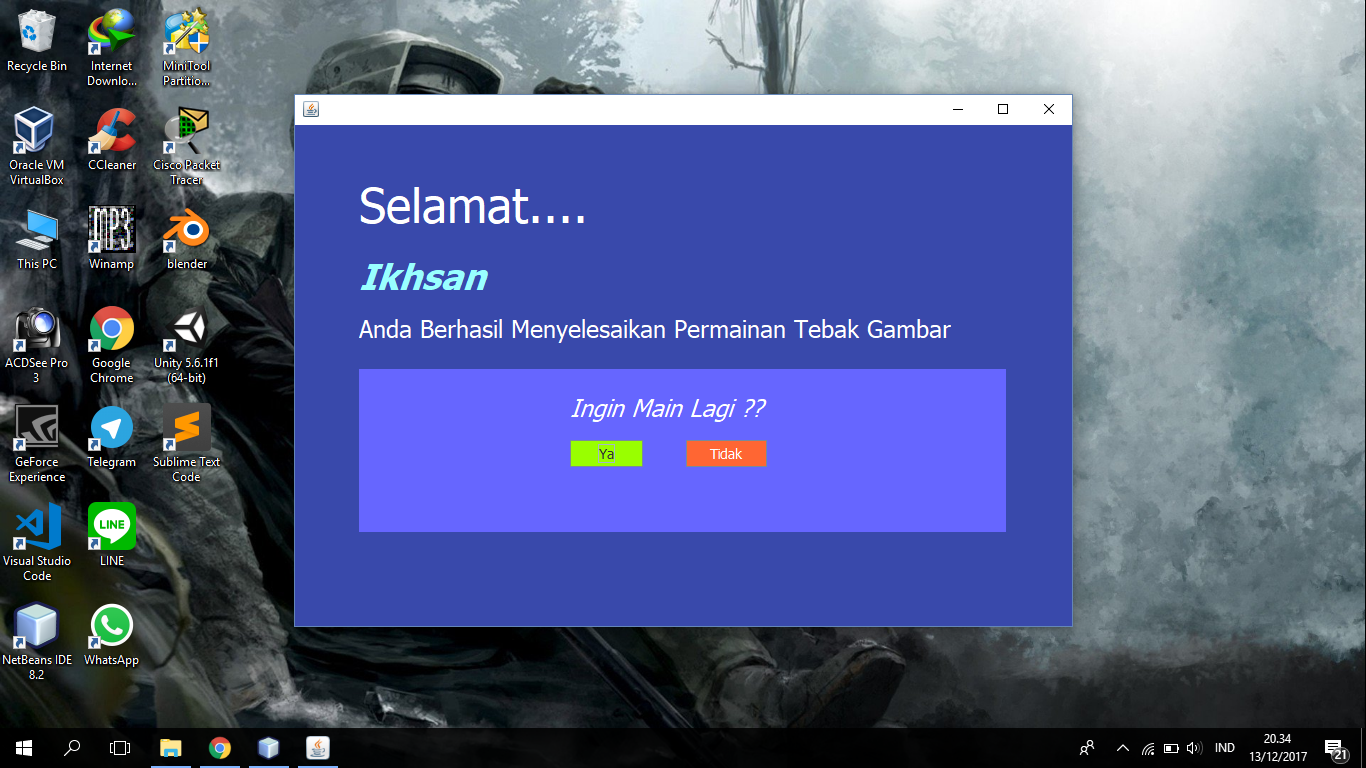 Recycle Bin
Internet
Downlo...
MiniTool
Partitio...
Oracle VM
VirtualBox
CCleaner
Cisco Packet
Tracer
This PC
MP3
Winamp
blender
ACDSee Pro
3
Google
Chrome
Unity 5.6.1f1
(64-bit)
GeForce
Experience
Telegram
Sublime Text
Code
Visual Studio
Code
LINE
LINE
NetBeans IDE
8.2
WhatsApp
Selamat....
Ikhsan
Anda Berhasil Menyelesaikan Permainan Tebak Gambar
Ingin Main Lagi ??
Ya
Tidak
IND
20.34
13/12/2017
21